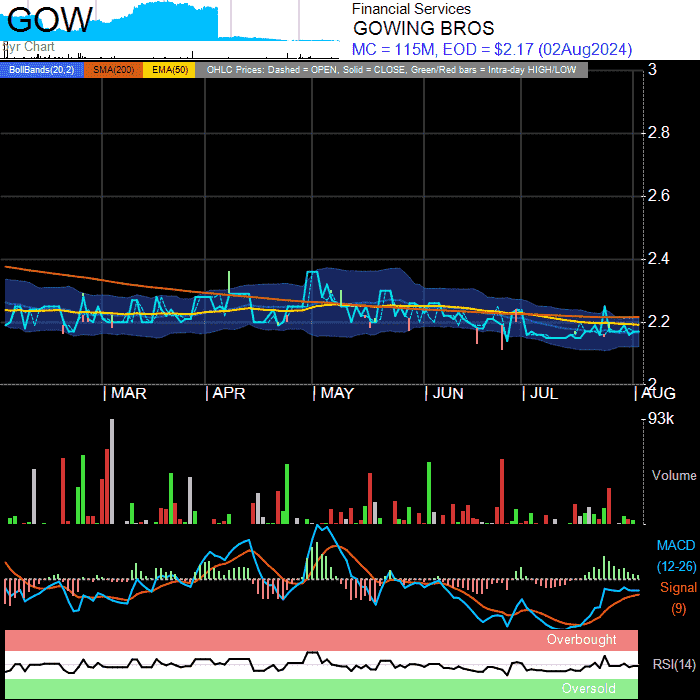 GOW
5yr Chart
Financial Services
GOWING BROS
MC = 115M, EOD = $2.17 (02Aug2024)
BollBands(20,2) SMA(200) EMA(50) OHLC Prices: Dashed = OPEN, Solid = CLOSE, Green/Red bars = Intra-day HIGH/LOW
3
2.8
2.6
2.4
2.2
2
MAR APR MAY JUN JUL AUG
93k
Volume
MACD
(12-26)
Signal
(9)
Overbought
RSI(14)
Oversold